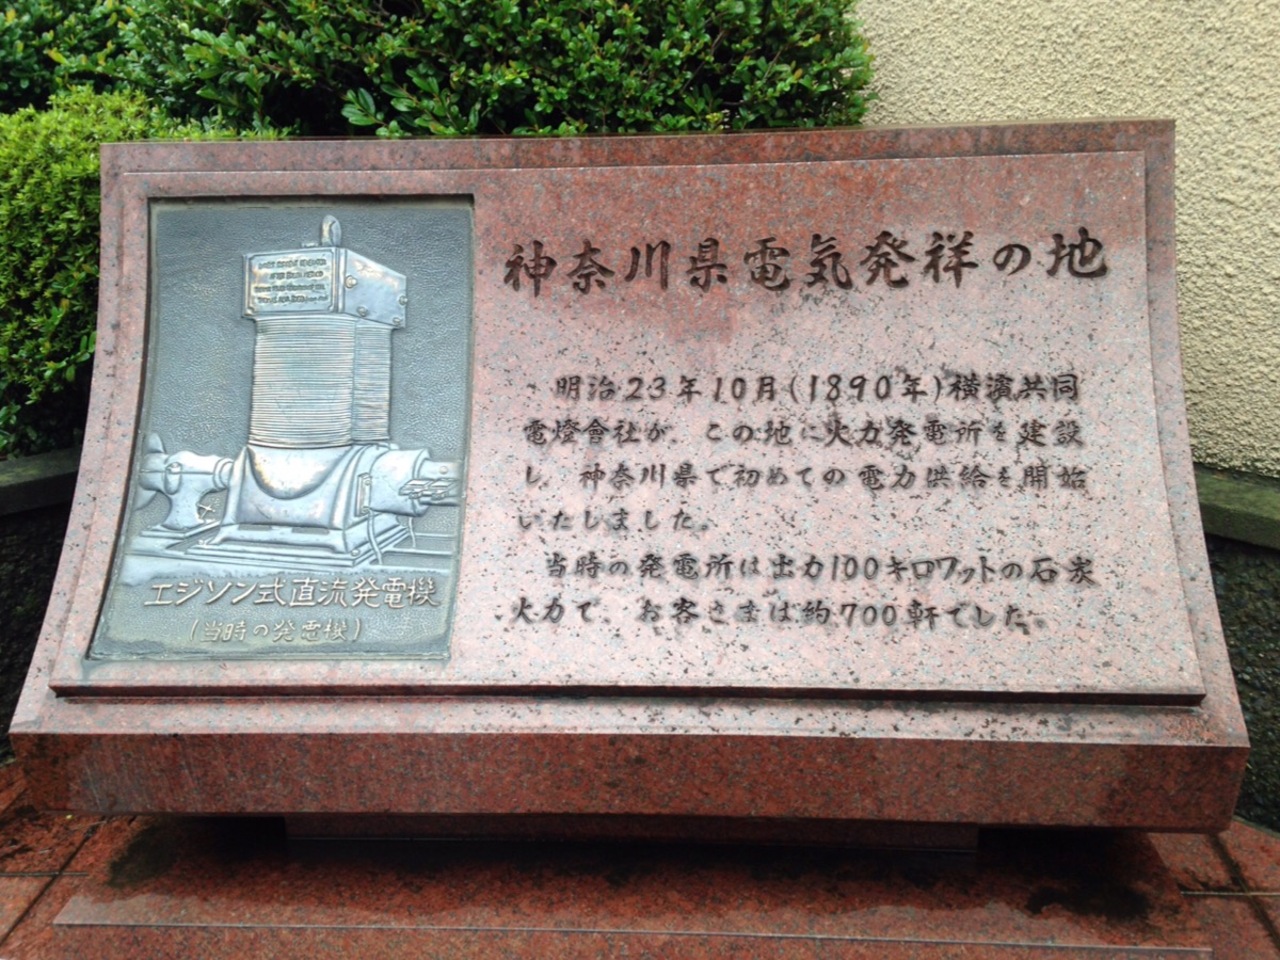 神奈川県電気発祥の地
明治23年10月(1890年)横濱共同
電燈會社が、この地に火力発電所を建設
し、神奈川県で初めての電力供給を開始
いたしました。
当時の発電所は出力100キロワットの石炭
火力で、お客さまは約700軒でした。
エジソン式直流発電機
(当時の発電機)